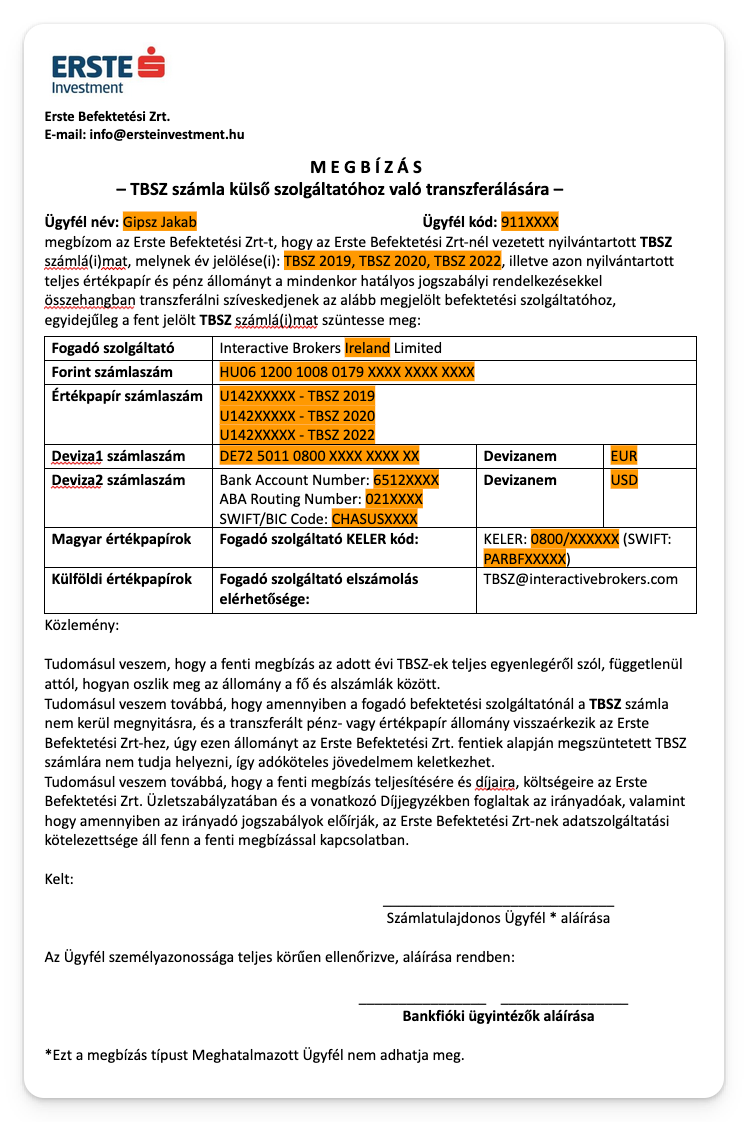 ERSTE
Investment
Erste Befektetési Zrt.
E-mail: info@ersteinvestment.hu
MEGBÍZÁS
– TBSZ számla külső szolgáltatóhoz való transzferálására –
Ügyfél név: Gipsz Jakab Ügyfél kód: 911XXXX
megbízom az Erste Befektetési Zrt-t, hogy az Erste Befektetési Zrt-nél vezetett nyilvántartott TBSZ
számlá(i)mat, melynek év jelölése(i): TBSZ 2019, TBSZ 2020, TBSZ 2022, illetve azon nyilvántartott
teljes értékpapír és pénz állományt a mindenkor hatályos jogszabályi rendelkezésekkel
összehangban transzferálni szíveskedjenek az alább megjelölt befektetési szolgáltatóhoz,
egyidejűleg a fent jelölt TBSZ számlá(i)mat szüntesse meg:
Fogadó szolgáltató Interactive Brokers Ireland Limited
Forint számlaszám HU06 1200 1008 0179 XXXX XXXX XXXX
Értékpapír számlaszám U142XXXXX - TBSZ 2019
U142XXXXX - TBSZ 2020
U142XXXXX - TBSZ 2022
Deviza1 számlaszám DE72 5011 0800 XXXX XXXX XX Devizanem EUR
Deviza2 számlaszám Bank Account Number: 6512XXXX Devizanem USD
ABA Routing Number: 021XXXX
SWIFT/BIC Code: CHASUSXXXX
Magyar értékpapírok Fogadó szolgáltató KELER kód: KELER: 0800/XXXXXX (SWIFT:
PARBFXXXXX)
Külföldi értékpapírok Fogadó szolgáltató elszámolás TBSZ@interactivebrokers.com
elérhetősége:
Közlemény:
Tudomásul veszem, hogy a fenti megbízás az adott évi TBSZ-ek teljes egyenlegéről szól, függetlenül
attól, hogyan oszlik meg az állomány a fő és alszámlák között.
Tudomásul veszem továbbá, hogy amennyiben a fogadó befektetési szolgáltatónál a TBSZ számla
nem kerül megnyitásra, és a transzferált pénz- vagy értékpapír állomány visszaérkezik az Erste
Befektetési Zrt-hez, úgy ezen állományt az Erste Befektetési Zrt. fentiek alapján megszüntetett TBSZ
számlára nem tudja helyezni, így adóköteles jövedelem keletkezhet.
Tudomásul veszem továbbá, hogy a fenti megbízás teljesítésére és díjaira, költségeire az Erste
Befektetési Zrt. Üzletszabályzatában és a vonatkozó Díjjegyzékben foglaltak az irányadóak, valamint
hogy amennyiben az irányadó jogszabályok előírják, az Erste Befektetési Zrt-nek adatszolgáltatási
kötelezettsége áll fenn a fenti megbízással kapcsolatban.
Kelt:
Számlatulajdonos Ügyfél * aláírása
Az Ügyfél személyazonossága teljes körűen ellenőrizve, aláírása rendben:
Bankfióki ügyintézők aláírása
*Ezt a megbízás típust Meghatalmazott Ügyfél nem adhatja meg.